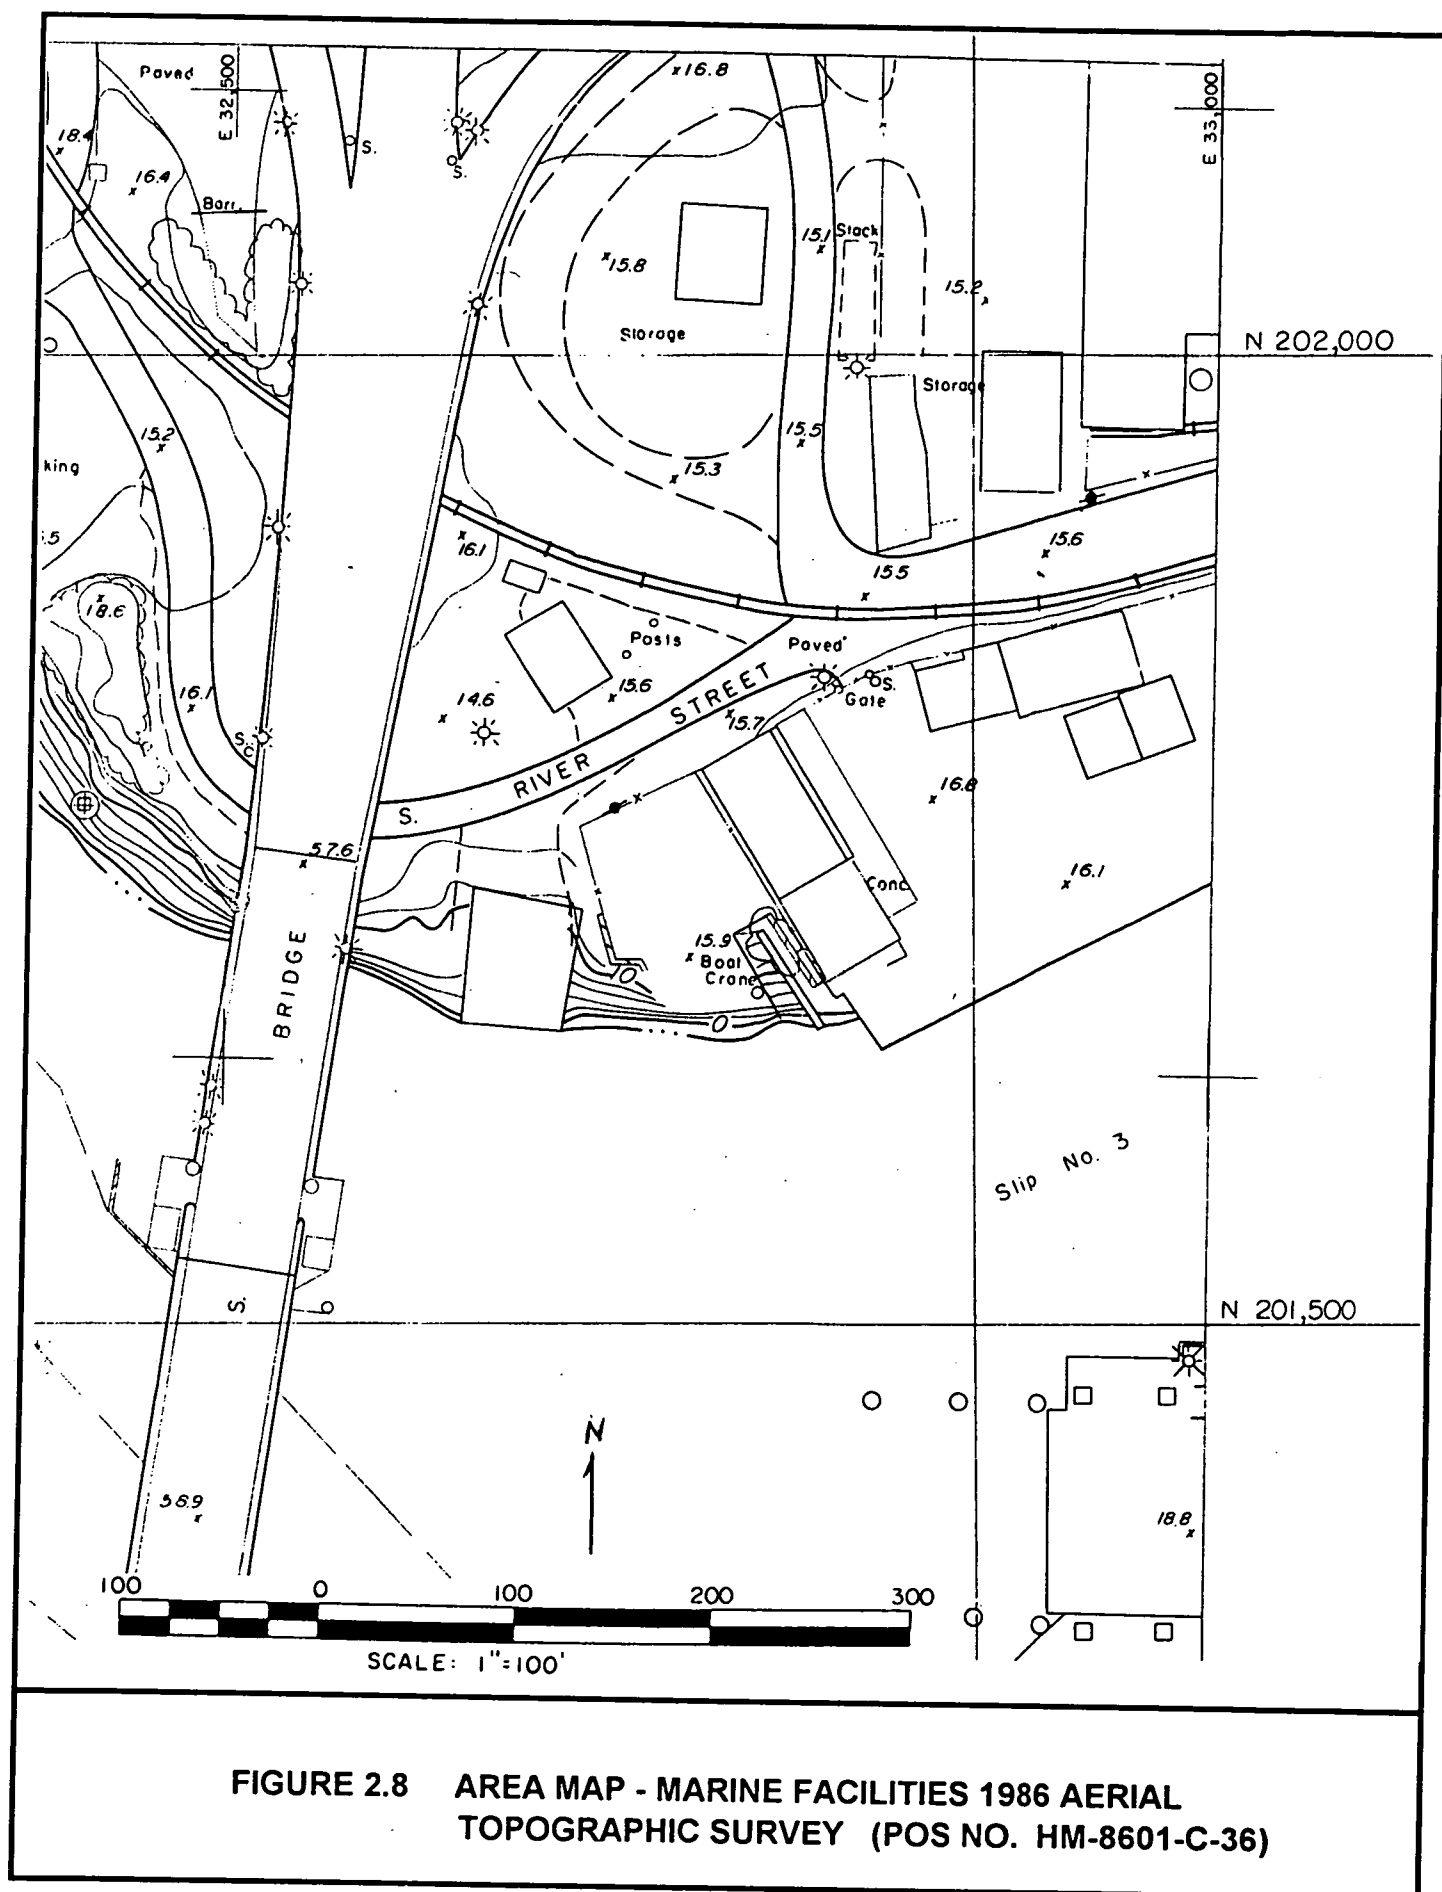 Paved
E 32,500
16.8
E 33,000
18.4
S.
S.
16.4
Barr.
15.1
Stack
15.8
15.2
Storage
N 202,000
Storage
15.2
15.5
king
15.3
.5
16.1
15.5
15.6
18.6
Posts
Paved
16.1
15.6
S.
Gate
14.6
S. RIVER STREET
15.7
S.
16.8
57.6
16.1
Conc.
15.9
Boat
Crane
S. BRIDGE
0
0
Slip No. 3
N 201,500
N
56.9
18.8
100 0 100 200 300
SCALE: 1"=100'
FIGURE 2.8 AREA MAP - MARINE FACILITIES 1986 AERIAL
TOPOGRAPHIC SURVEY (POS NO. HM-8601-C-36)